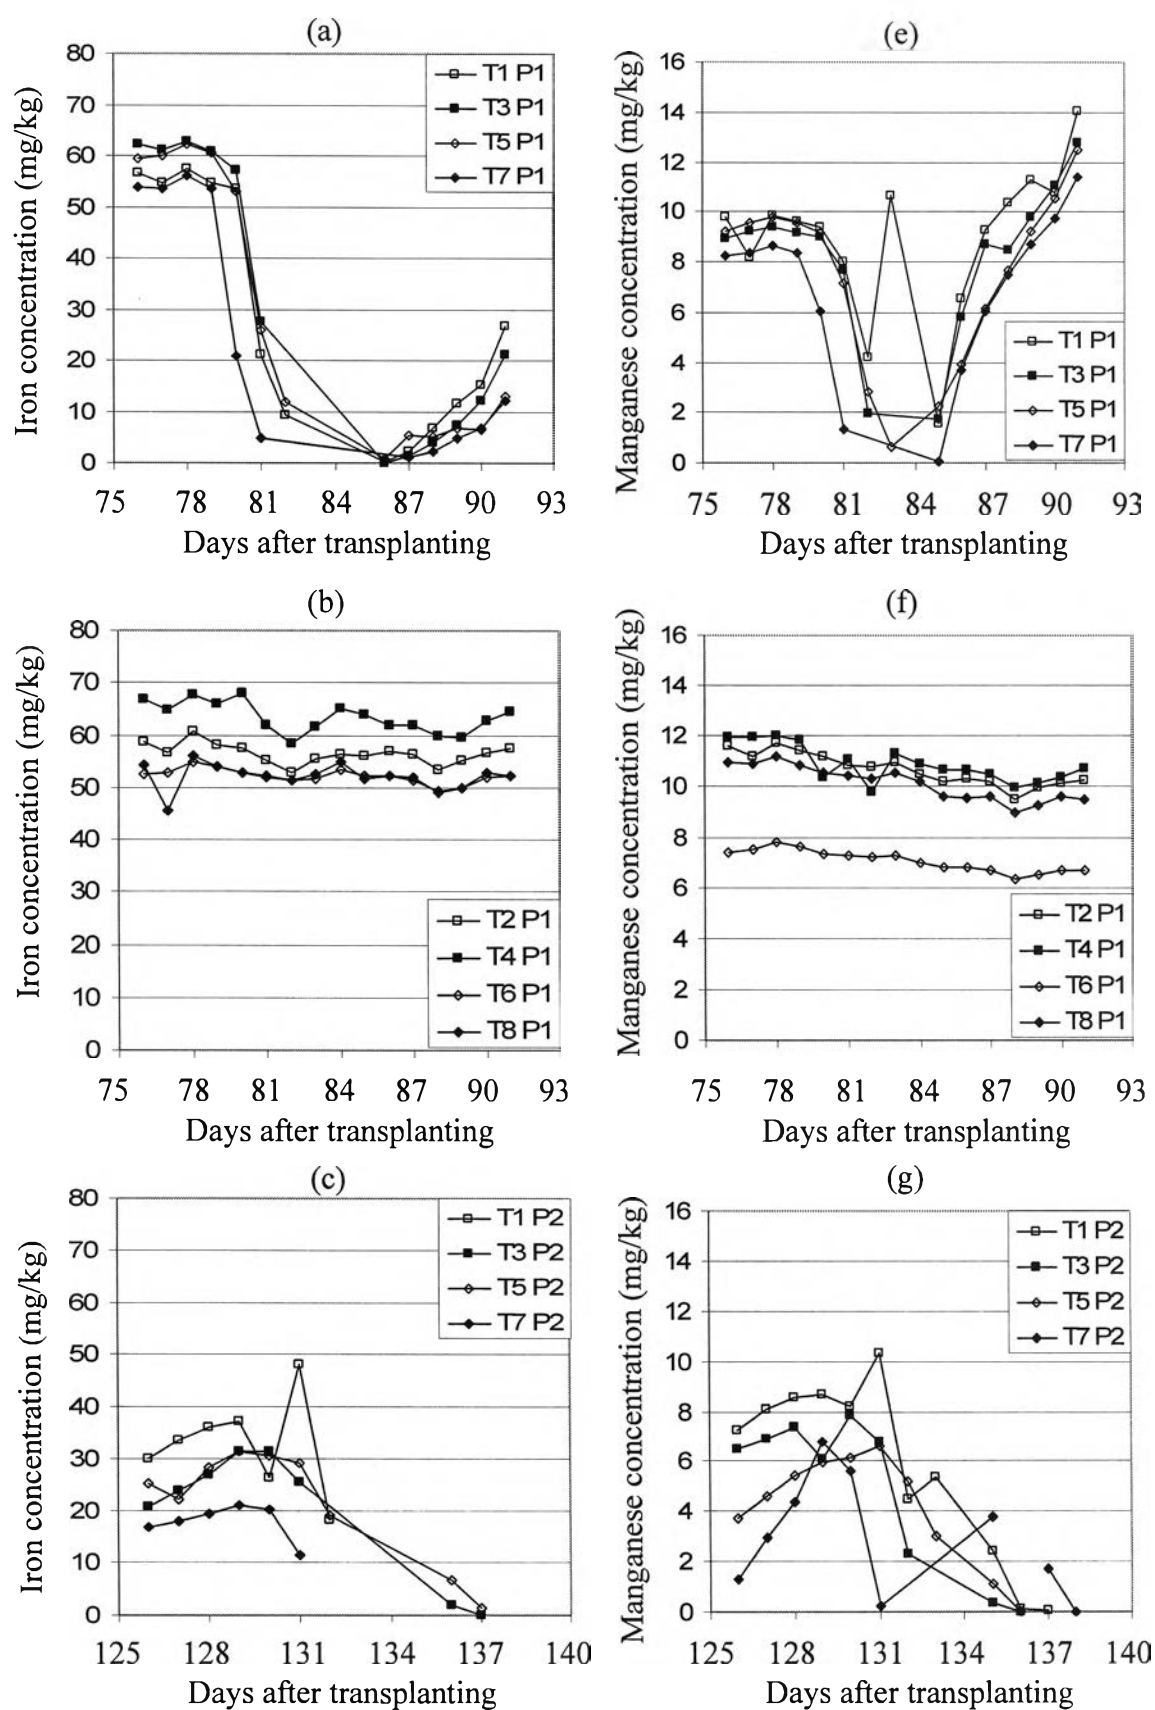 (a)
Iron concentration (mg/kg)
80
70
60
50
40
30
20
10
0
T1 P1
T3 P1
T5 P1
T7 P1
75 78 81 84 87 90 93
Days after transplanting
(e)
Manganese concentration (mg/kg)
16
14
12
10
8
6
4
2
0
T1 P1
T3 P1
T5 P1
T7 P1
75 78 81 84 87 90 93
Days after transplanting
(b)
Iron concentration (mg/kg)
80
70
60
50
40
30
20
10
0
T2 P1
T4 P1
T6 P1
T8 P1
75 78 81 84 87 90 93
Days after transplanting
(f)
Manganese concentration (mg/kg)
16
14
12
10
8
6
4
2
0
T2 P1
T4 P1
T6 P1
T8 P1
75 78 81 84 87 90 93
Days after transplanting
(c)
Iron concentration (mg/kg)
80
70
60
50
40
30
20
10
0
T1 P2
T3 P2
T5 P2
T7 P2
125 128 131 134 137 140
Days after transplanting
(g)
Manganese concentration (mg/kg)
16
14
12
10
8
6
4
2
0
T1 P2
T3 P2
T5 P2
T7 P2
125 128 131 134 137 140
Days after transplanting